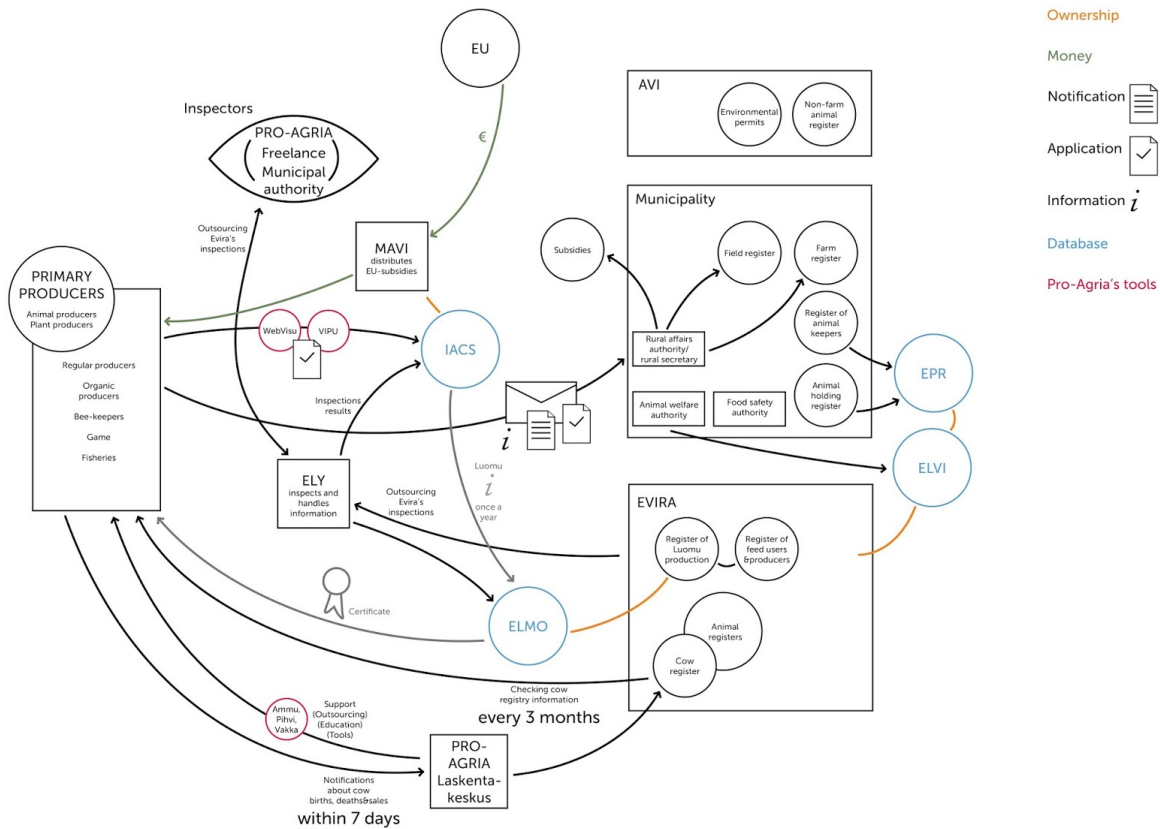 EU
€
Inspectors
PRO-AGRIA
Freelance
Municipal
authority
Outsourcing
Evira's
inspections
MAVI
distributes
EU-subsidies
PRIMARY
PRODUCERS
Animal producers
Plant producers
Regular producers
Organic
producers
Bee-keepers
Game
Fisheries
WebVisu
VIPU
IACS
Inspections
results
ELY
inspects and
handles
information
Outsourcing
Evira's
inspections
Luomu
i
once a
year
i
AVI
Environmental
permits
Non-farm
animal
register
Municipality
Subsidies
Field register
Farm
register
Register of
animal
keepers
Rural affairs
authority/
rural secretary
Animal welfare
authority
Food safety
authority
Animal
holding
register
EPR
ELVI
EVIRA
Register of
Luomu
production
Register of
feed users
&producers
Animal
registers
Cow
register
ELMO
Certificate
Checking cow
registry information
every 3 months
Ammu,
Pihvi,
Vakka
Support
(Outsourcing)
(Education)
(Tools)
PRO-
AGRIA
Laskenta-
keskus
Notifications
about cow
births, deaths&sales
within 7 days
Ownership
Money
Notification
Application
Information i
Database
Pro-Agria's tools